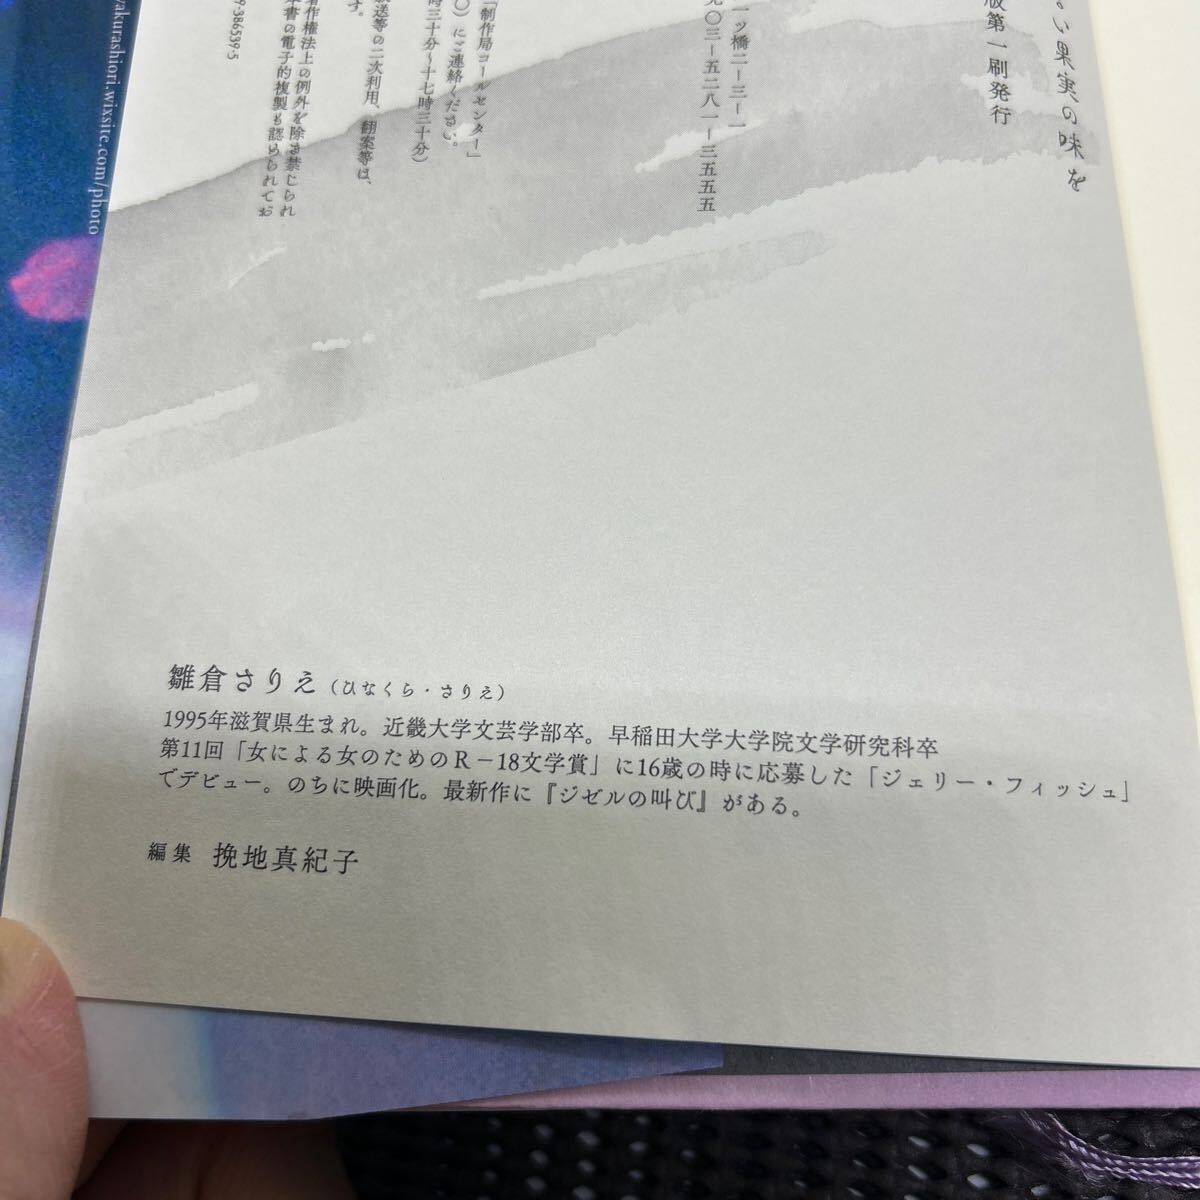 い果実の味を
版第一刷発行
一ツ橋二ー三ー一
〇三ー五二八一ー三五五五
「制作局コールセンター」
〇）にご連絡ください。
時三十分〜十七時三十分）
放送等の二次利用、翻案等は、
す。
著作権法上の例外を除き禁じられ
本書の電子的複製も認められてお
9-386539-5
yakurashiori.wixsite.com/photo
雛倉さりえ（ひなくら・さりえ）
1995年滋賀県生まれ。近畿大学文芸学部卒。早稲田大学大学院文学研究科卒
第11回「女による女のためのR－18文学賞」に16歳の時に応募した「ジェリー・フィッシュ」
でデビュー。のちに映画化。最新作に『ジゼルの叫び』がある。
編集　挽地真紀子